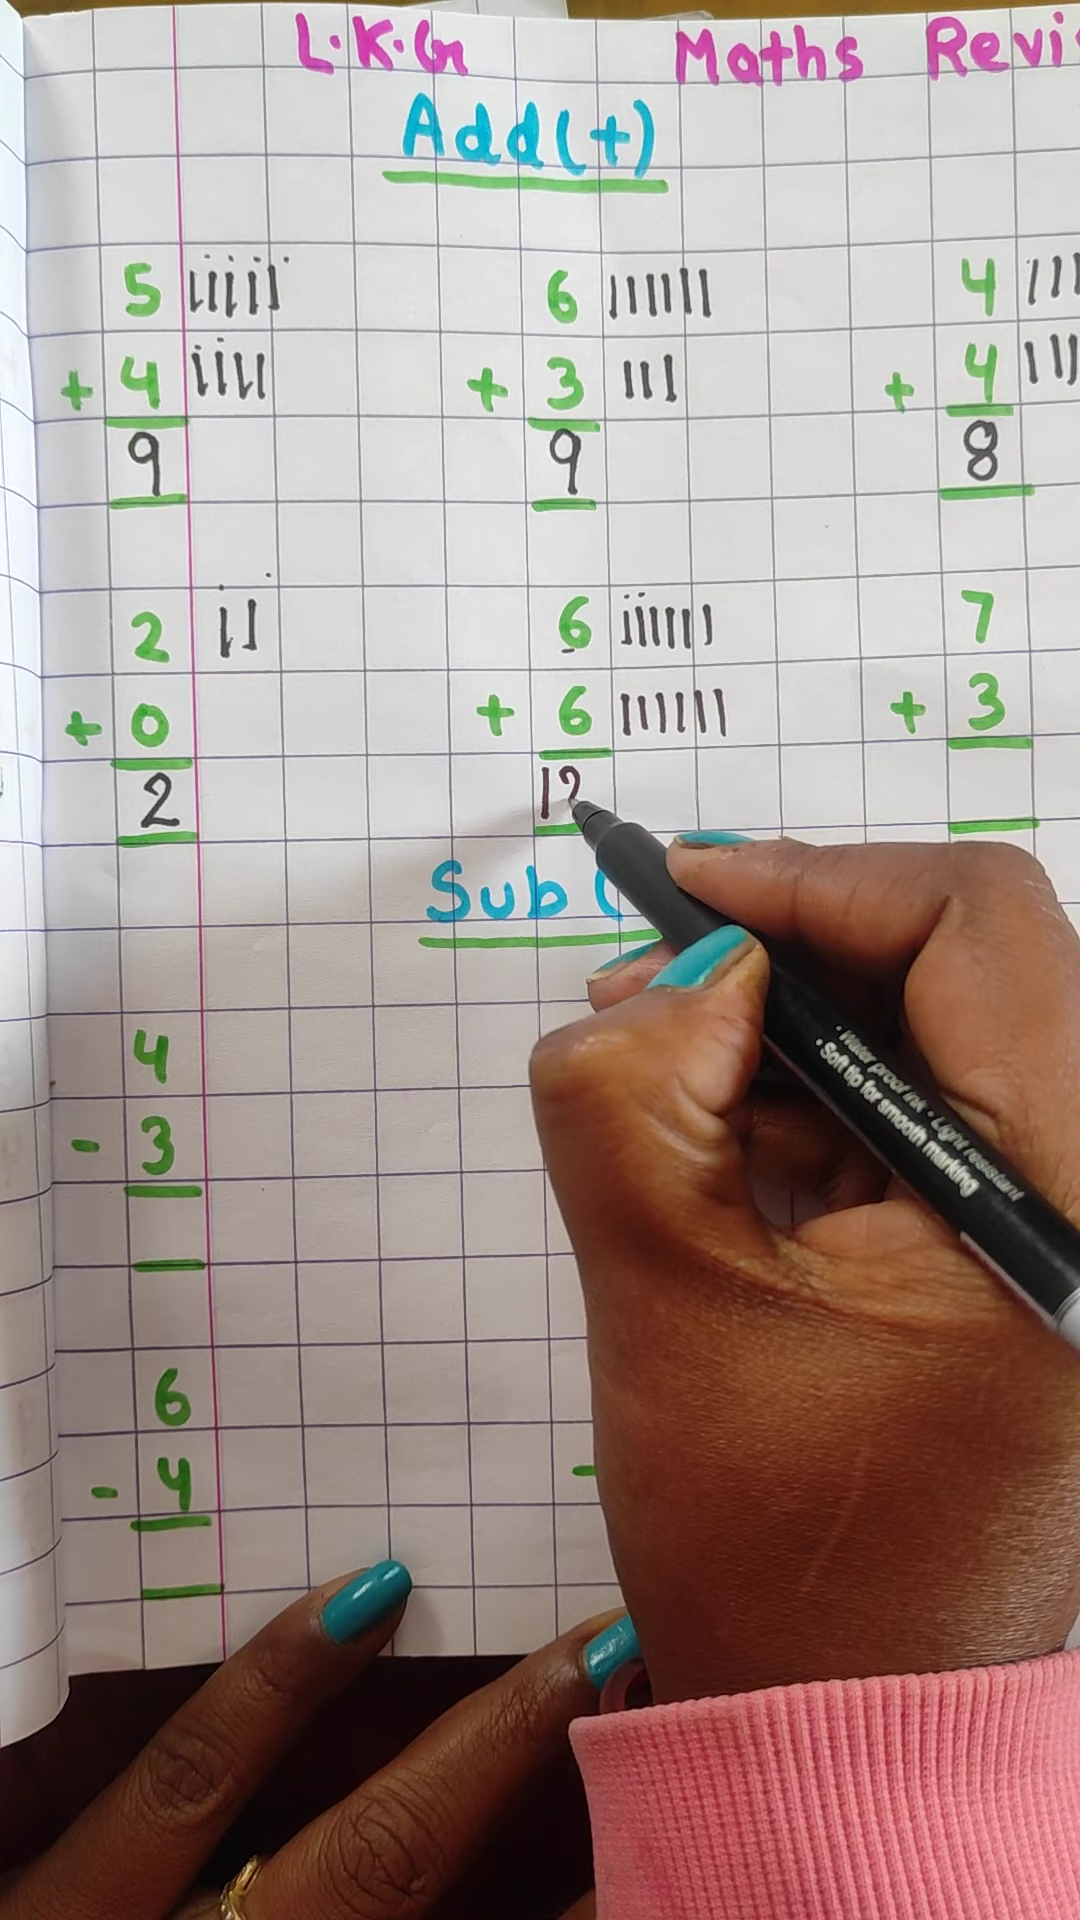 L.K.G Maths
Add (+)
5 6 4
+ 4 + 3 + 4
9 9 8
2 6 7
+ 0 + 6 + 3
2 12
Sub (
4
- 3
6
- 4 -
• Water proof ink • Light resistant
• Soft tip for smooth marking